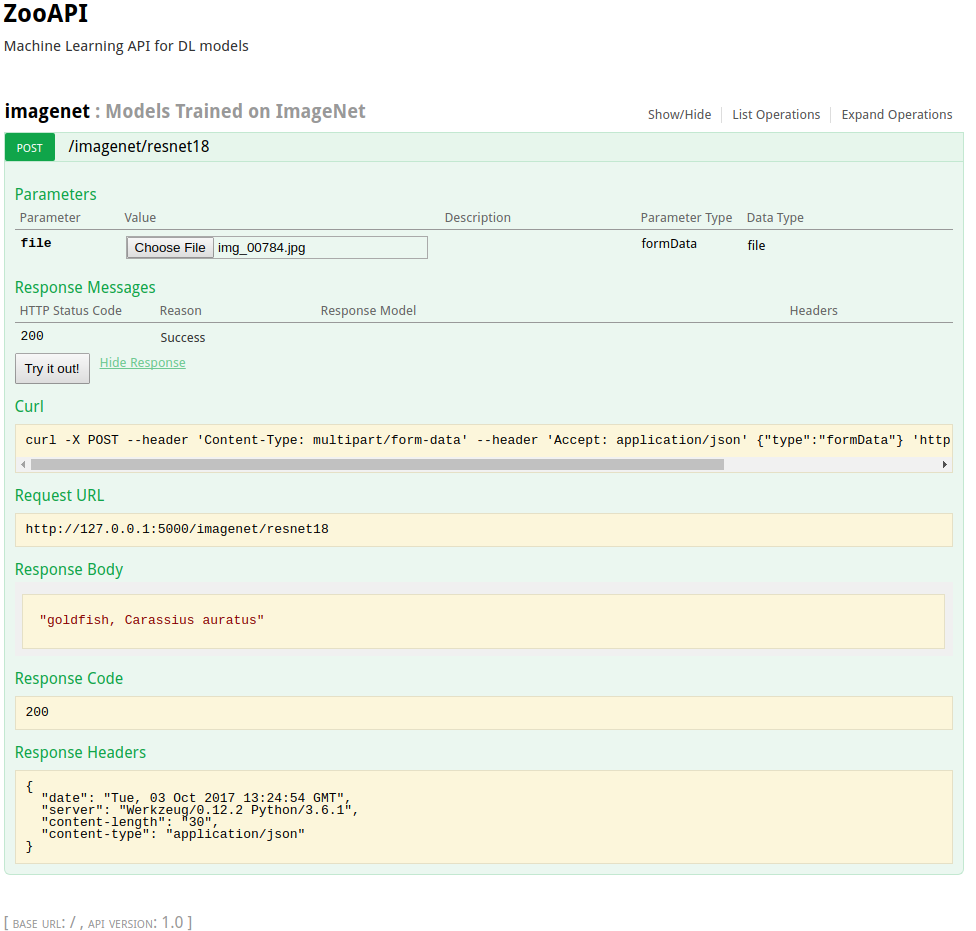 ZooAPI
Machine Learning API for DL models
imagenet : Models Trained on ImageNet
Show/Hide
List Operations
Expand Operations
POST /imagenet/resnet18
Parameters
Parameter Value Description Parameter Type Data Type
file Choose File img_00784.jpg formData file
Response Messages
HTTP Status Code Reason Response Model Headers
200 Success
Try it out! Hide Response
Curl
curl -X POST --header 'Content-Type: multipart/form-data' --header 'Accept: application/json' {"type":"formData"} 'http
Request URL
http://127.0.0.1:5000/imagenet/resnet18
Response Body
"goldfish, Carassius auratus"
Response Code
200
Response Headers
{
"date": "Tue, 03 Oct 2017 13:24:54 GMT",
"server": "Werkzeug/0.12.2 Python/3.6.1",
"content-length": "30",
"content-type": "application/json"
}
[ BASE URL: / , API VERSION: 1.0 ]